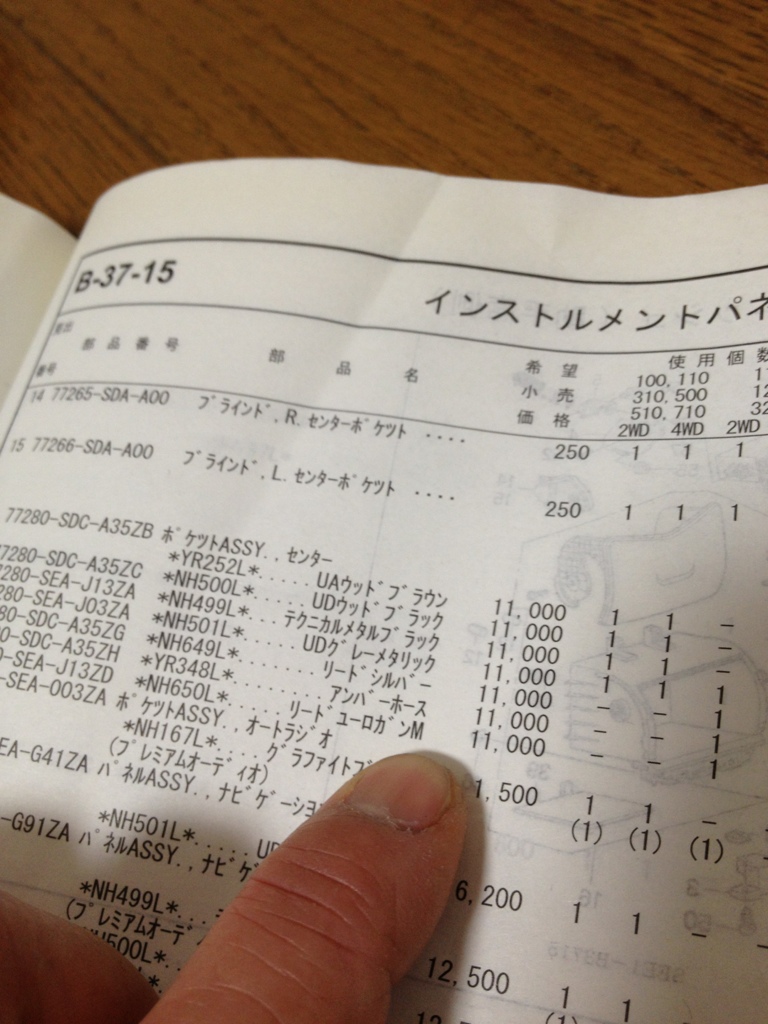 B-37-15
インストルメントパネ
見出
番号
部品番号
部品名
希望
小売
価格
使用個数
100,110
310,500
510,710
2WD 4WD 2WD
14 77265-SDA-A00 ブラインド,R.センターポケット .... 250 1 1 1
15 77266-SDA-A00 ブラインド,L.センターポケット .... 250 1 1 1
77280-SDC-A35ZB ポケットASSY.,センター
*YR252L*..... UAウッドブラウン 11,000 1 1 –
77280-SDC-A35ZC *NH500L*..... UDウッドブラック 11,000 1 1 –
280-SEA-J13ZA *NH499L*.... テクニカルメタルブラック 11,000 1 1 –
280-SEA-J03ZA *NH501L*..... UDグレーメタリック 11,000 1 1 1
80-SDC-A35ZG *NH649L*........ リードシルバー 11,000 – – 1
0-SDC-A35ZH *YR348L*......... アンバーホース 11,000 – – 1
-SEA-J13ZD *NH650L*....... リードユーロガンM 11,000 – – 1
-SEA-003ZA ポケットASSY.,オートラジオ
*NH167L*..... グラファイトブ 1,500 1 1 –
(プレミアムオーディオ) (1) (1) (1)
EA-G41ZA パネルASSY.,ナビゲーション
*NH501L*...... UD 6,200 1 1 –
-G91ZA パネルASSY.,ナビゲ
*NH499L*... 12,500 1 1
(プレミアムオーデ (1)
NH500L*..